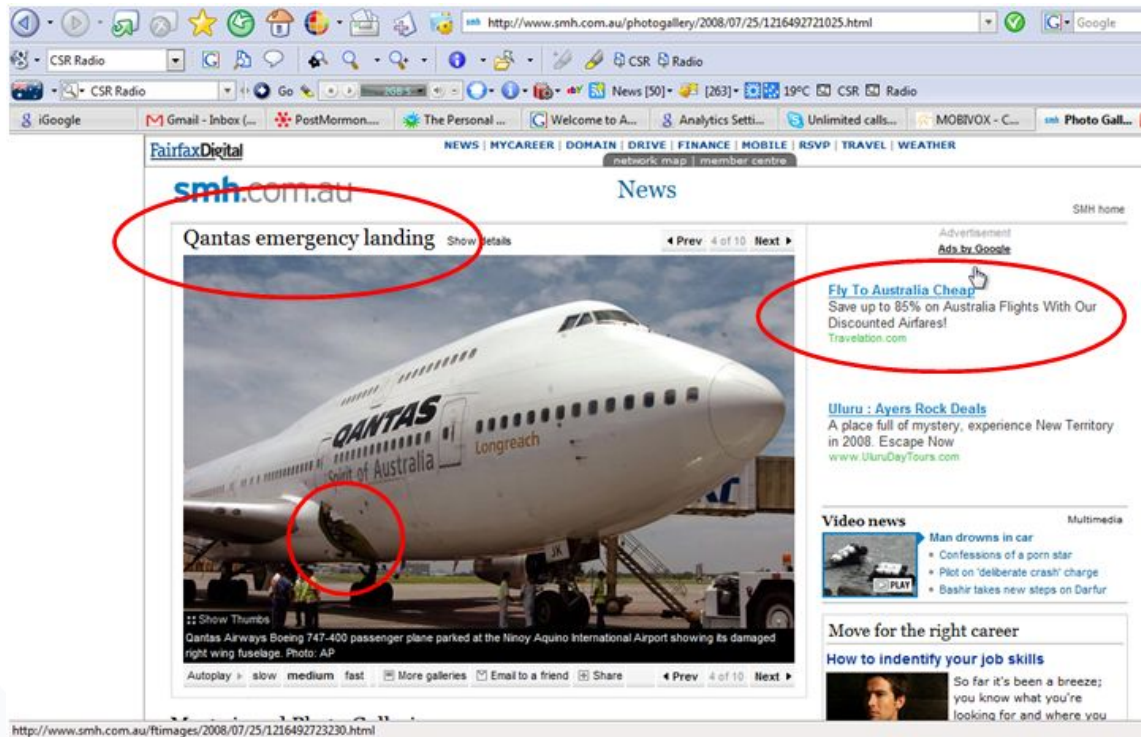 http://www.smh.com.au/photogallery/2008/07/25/1216492721025.html
Google
CSR Radio
CSR Radio
CSR Radio Go News [50] [263] 19°C CSR Radio
iGoogle Gmail - Inbox (... PostMormon.... The Personal ... Welcome to A... Analytics Setti... Unlimited calls... MOBIVOX - C... Photo Gall...
FairfaxDigital
NEWS | MYCAREER | DOMAIN | DRIVE | FINANCE | MOBILE | RSVP | TRAVEL | WEATHER
network map | member centre
smh.com.au
News
SMH home
Qantas emergency landing Show details
Prev 4 of 10 Next
QANTAS
Spirit of Australia
Longreach
JK
Show Thumbs
Qantas Airways Boeing 747-400 passenger plane parked at the Ninoy Aquino International Airport showing its damaged
right wing fuselage. Photo: AP
Autoplay slow medium fast More galleries Email to a friend Share Prev 4 of 10 Next
Advertisement
Ads by Google
Fly To Australia Cheap
Save up to 85% on Australia Flights With Our
Discounted Airfares!
Travelation.com
Uluru : Ayers Rock Deals
A place full of mystery, experience New Territory
in 2008. Escape Now
www.UluruDayTours.com
Video news
Multimedia
Man drowns in car
Confessions of a porn star
Pilot on 'deliberate crash' charge
Bashir takes new steps on Darfur
PLAY
Move for the right career
How to indentify your job skills
So far it's been a breeze;
you know what you're
looking for and where you
http://www.smh.com.au/ftimages/2008/07/25/1216492723230.html